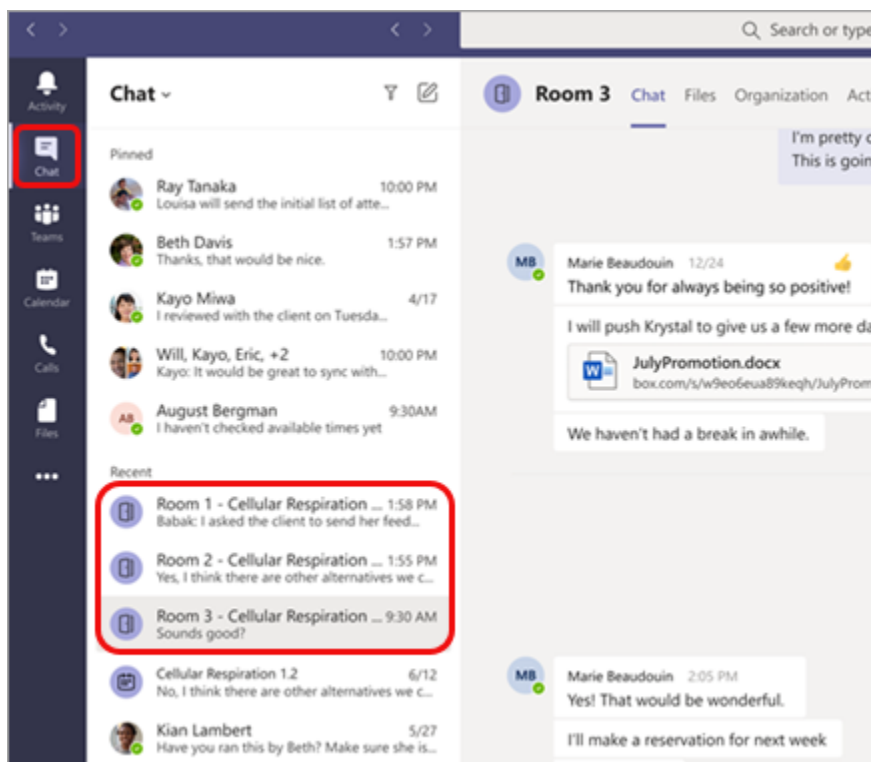 Search or type
Activity
Chat
Teams
Calendar
Calls
Files
Chat
Pinned
Ray Tanaka 10:00 PM
Louisa will send the initial list of atte...
Beth Davis 1:57 PM
Thanks, that would be nice.
Kayo Miwa 4/17
I reviewed with the client on Tuesda...
Will, Kayo, Eric, +2 10:00 PM
Kayo: It would be great to sync with...
AB August Bergman 9:30AM
I haven't checked available times yet
Recent
Room 1 - Cellular Respiration ... 1:58 PM
Babak: I asked the client to send her feed...
Room 2 - Cellular Respiration ... 1:55 PM
Yes, I think there are other alternatives we c...
Room 3 - Cellular Respiration ... 9:30 AM
Sounds good?
Cellular Respiration 1.2 6/12
No, I think there are other alternatives we c...
Kian Lambert 5/27
Have you ran this by Beth? Make sure she is...
Room 3 Chat Files Organization
I'm pretty
This is
MB Marie Beaudouin 12/24
Thank you for always being so positive!
I will push Krystal to give us a few more
W JulyPromotion.docx
box.com/s/w9eo6eua89keqh/JulyProm
We haven't had a break in awhile.
MB Marie Beaudouin 2:05 PM
Yes! That would be wonderful.
I'll make a reservation for next week